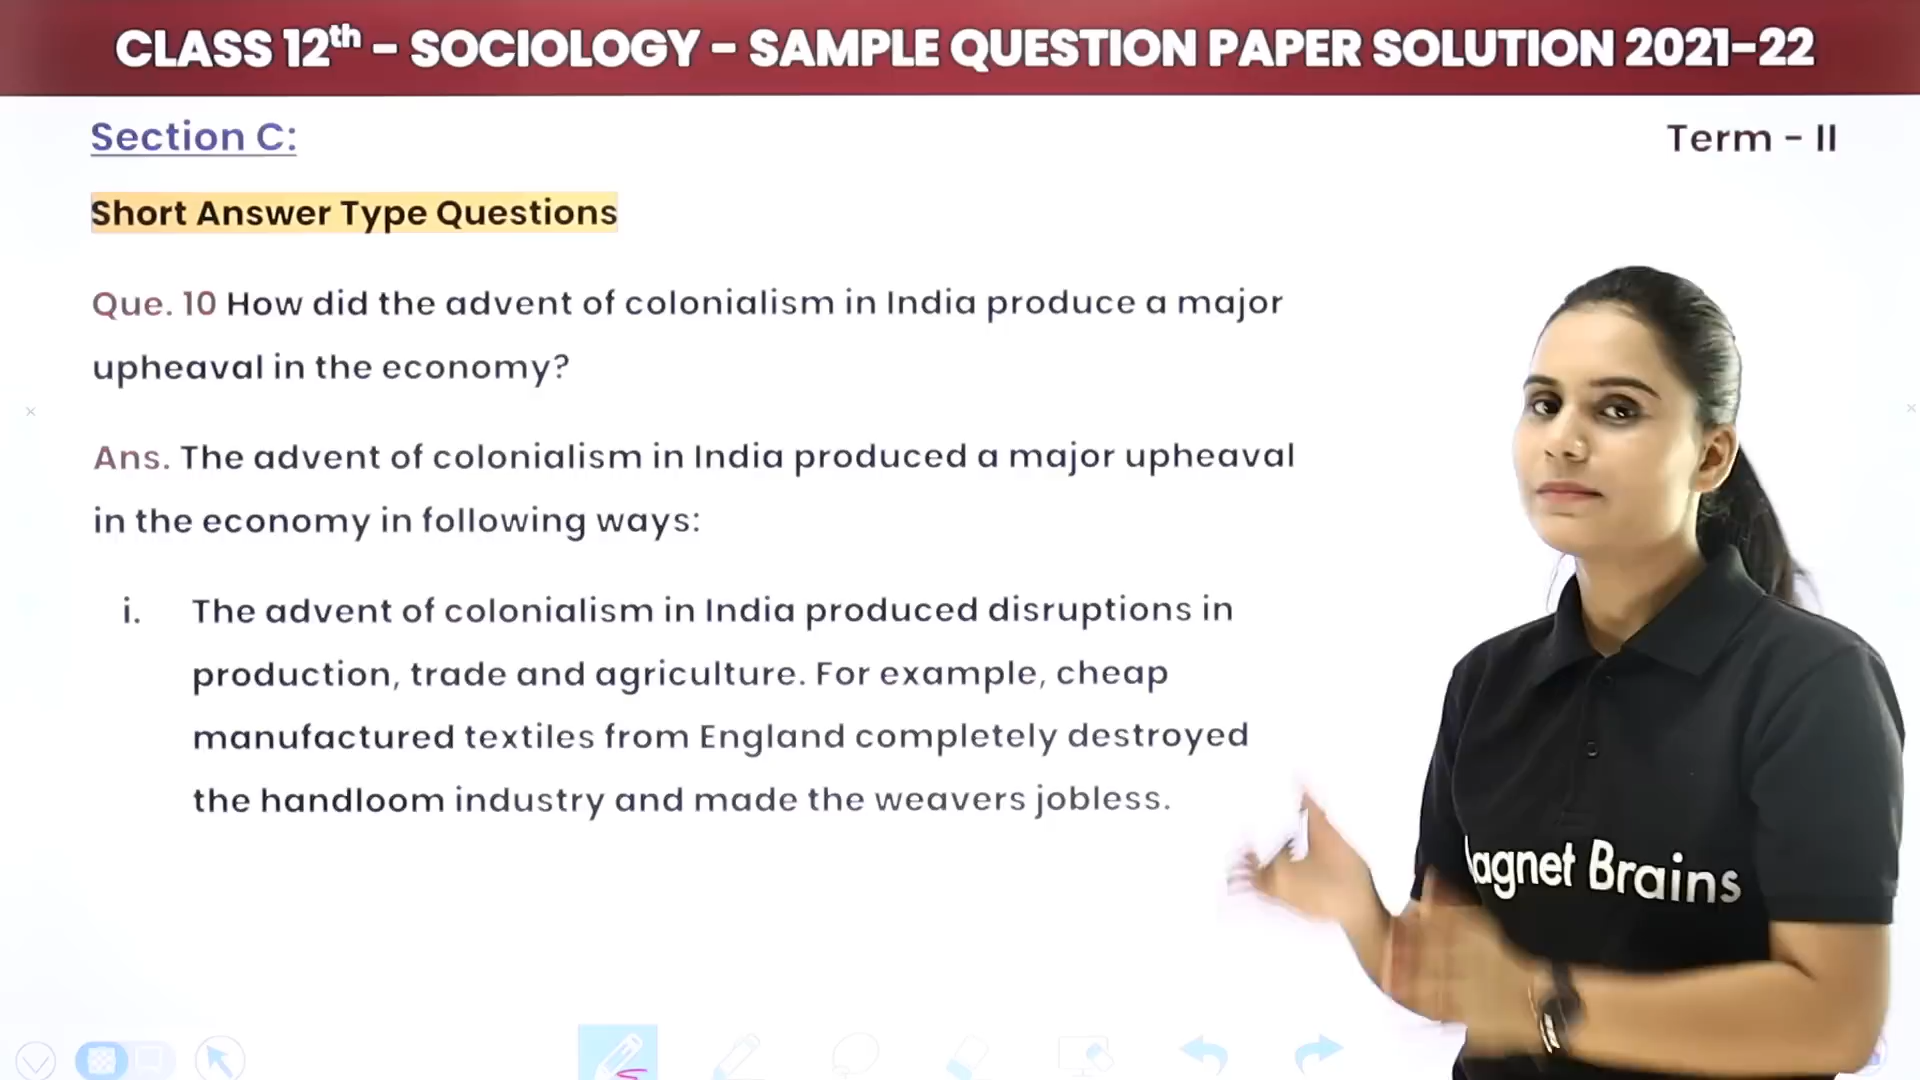 CLASS 12th – SOCIOLOGY – SAMPLE QUESTION PAPER SOLUTION 2021-22
Section C:
Term - II
Short Answer Type Questions
Que. 10 How did the advent of colonialism in India produce a major
upheaval in the economy?
Ans. The advent of colonialism in India produced a major upheaval
in the economy in following ways:
i. The advent of colonialism in India produced disruptions in
production, trade and agriculture. For example, cheap
manufactured textiles from England completely destroyed
the handloom industry and made the weavers jobless.
agnet Brains